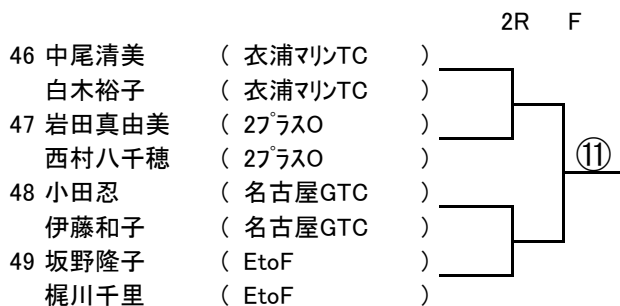 2R F
46 中尾清美 ( 衣浦マリンTC )
白木裕子 ( 衣浦マリンTC )
47 岩田真由美 ( 2プラスO )
西村八千穂 ( 2プラスO )
⑪
48 小田忍 ( 名古屋GTC )
伊藤和子 ( 名古屋GTC )
49 坂野隆子 ( EtoF )
梶川千里 ( EtoF )